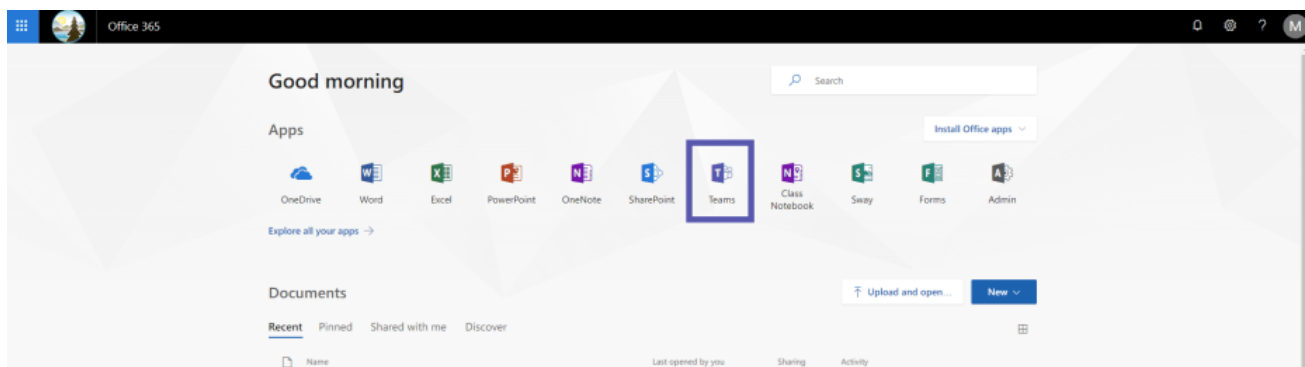 Office 365
?
M
Good morning
Search
Apps
Install Office apps
OneDrive
Word
Excel
PowerPoint
OneNote
SharePoint
Teams
Class
Notebook
Sway
Forms
Admin
Explore all your apps →
Documents
Upload and open...
New
Recent Pinned Shared with me Discover
Name Last opened by you Sharing Activity